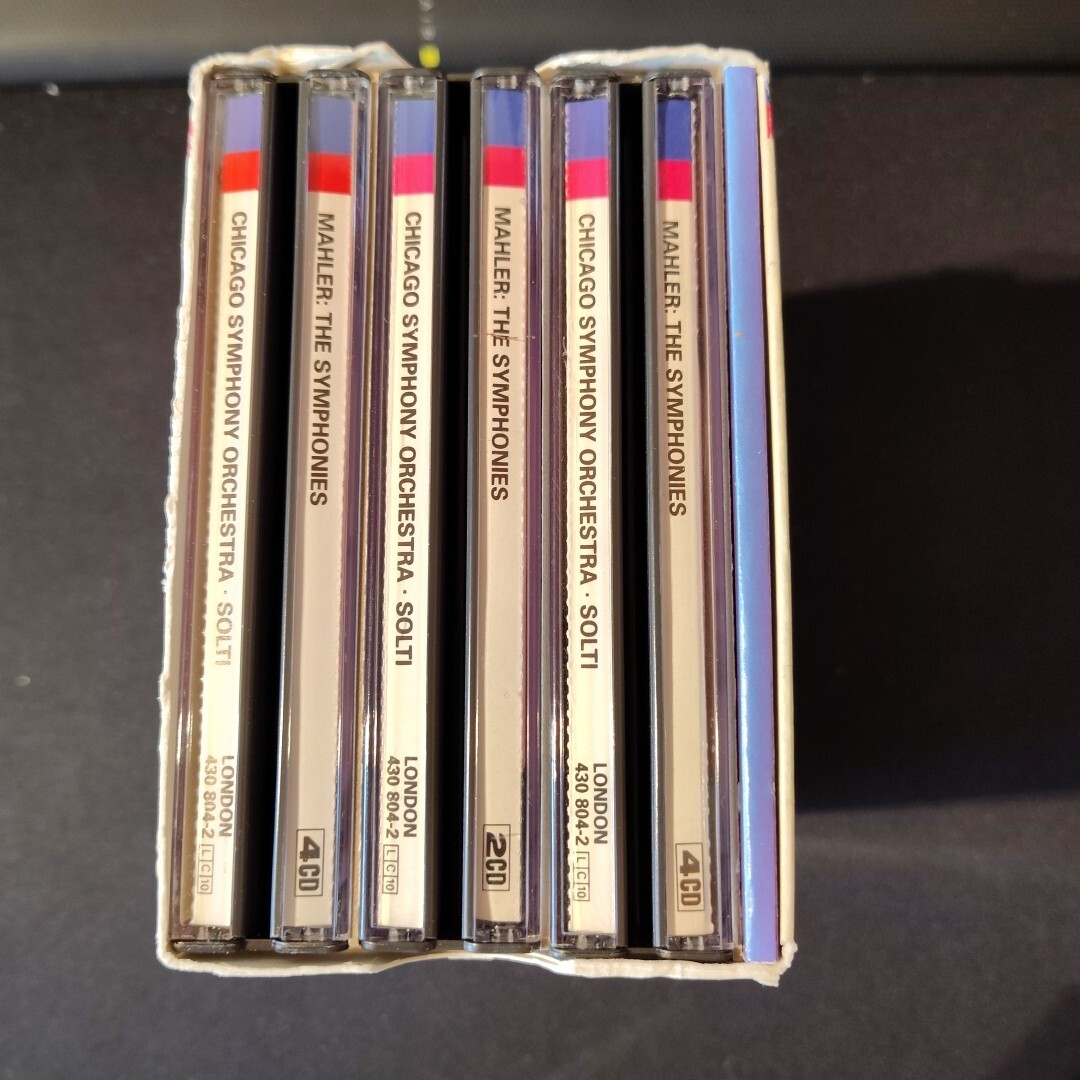 CHICAGO SYMPHONY ORCHESTRA · SOLTI
LONDON
430 804-2 LC 10
MAHLER: THE SYMPHONIES
4CD
CHICAGO SYMPHONY ORCHESTRA · SOLTI
LONDON
430 804-2 LC 10
MAHLER: THE SYMPHONIES
2CD
CHICAGO SYMPHONY ORCHESTRA · SOLTI
LONDON
430 804-2 LC 10
MAHLER: THE SYMPHONIES
4CD